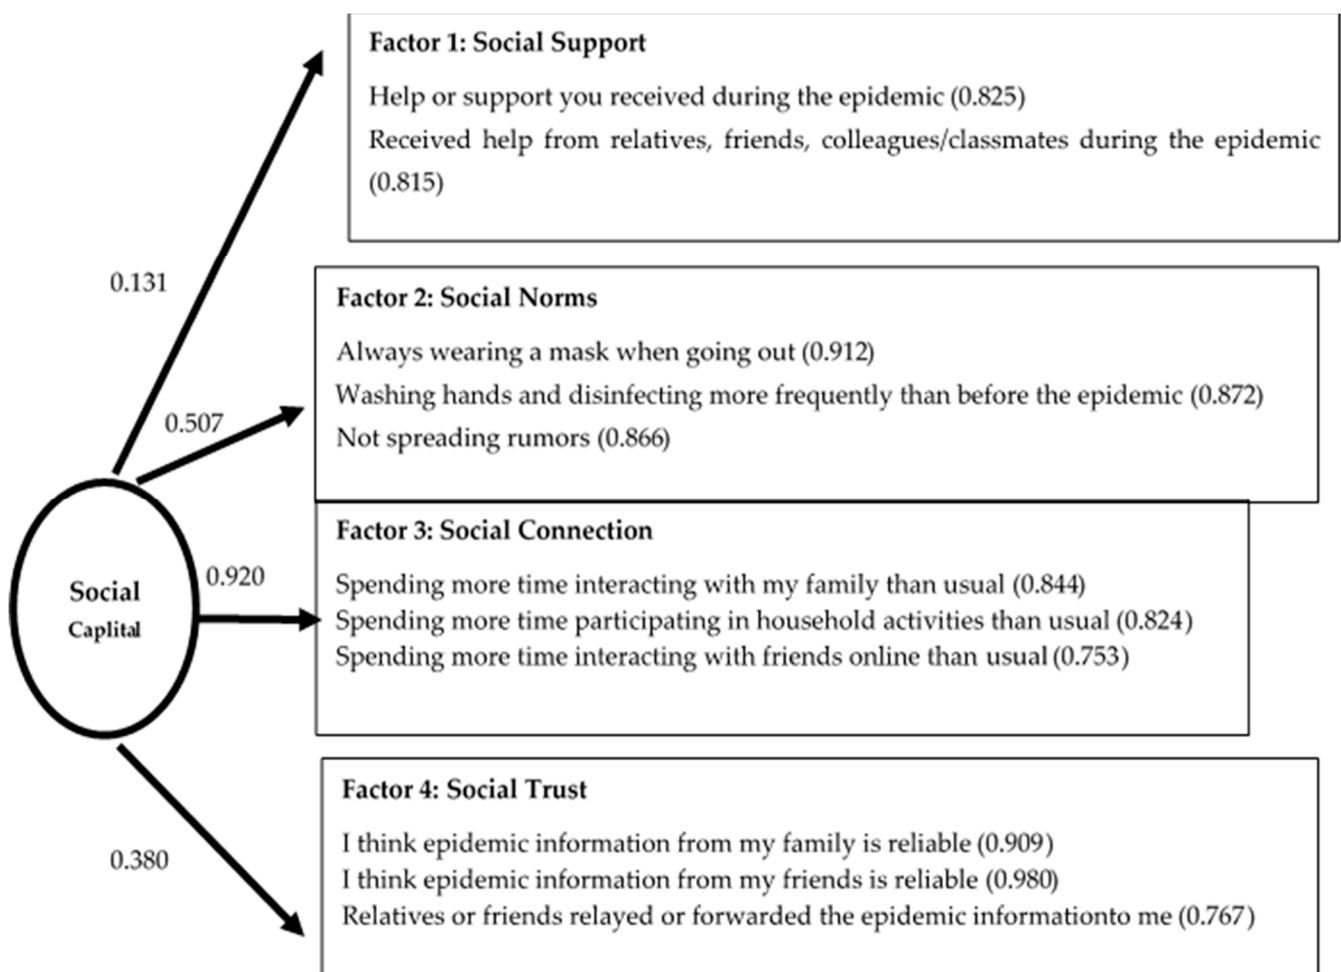 Factor 1: Social Support
Help or support you received during the epidemic (0.825)
Received help from relatives, friends, colleagues/classmates during the epidemic
(0.815)
0.131
Factor 2: Social Norms
Always wearing a mask when going out (0.912)
Washing hands and disinfecting more frequently than before the epidemic (0.872)
Not spreading rumors (0.866)
0.507
Factor 3: Social Connection
Spending more time interacting with my family than usual (0.844)
Spending more time participating in household activities than usual (0.824)
Spending more time interacting with friends online than usual (0.753)
0.920
Social
Caplital
Factor 4: Social Trust
I think epidemic information from my family is reliable (0.909)
I think epidemic information from my friends is reliable (0.980)
Relatives or friends relayed or forwarded the epidemic informationto me (0.767)
0.380